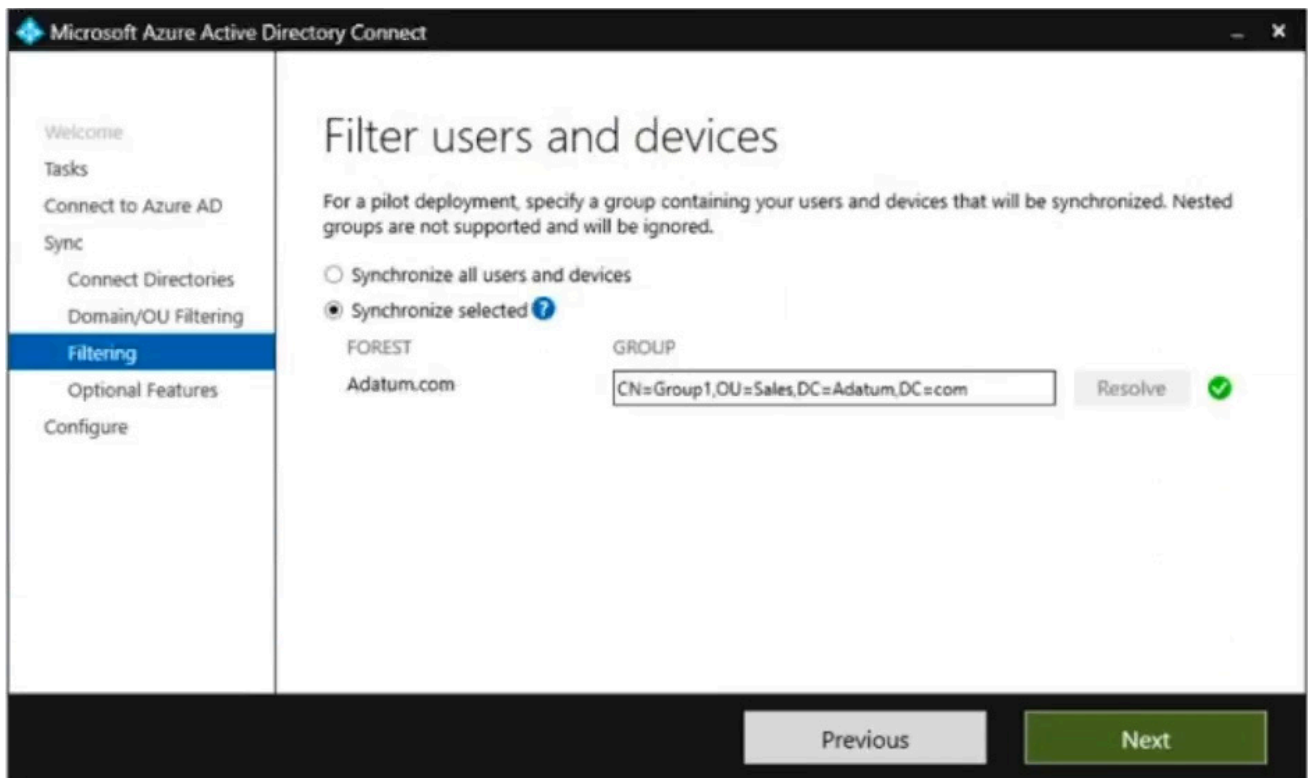 Microsoft Azure Active Directory Connect
Welcome
Tasks
Connect to Azure AD
Sync
Connect Directories
Domain/OU Filtering
Filtering
Optional Features
Configure
Filter users and devices
For a pilot deployment, specify a group containing your users and devices that will be synchronized. Nested
groups are not supported and will be ignored.
Synchronize all users and devices
Synchronize selected ?
FOREST GROUP
Adatum.com CN=Group1,OU=Sales,DC=Adatum,DC=com Resolve
Previous Next